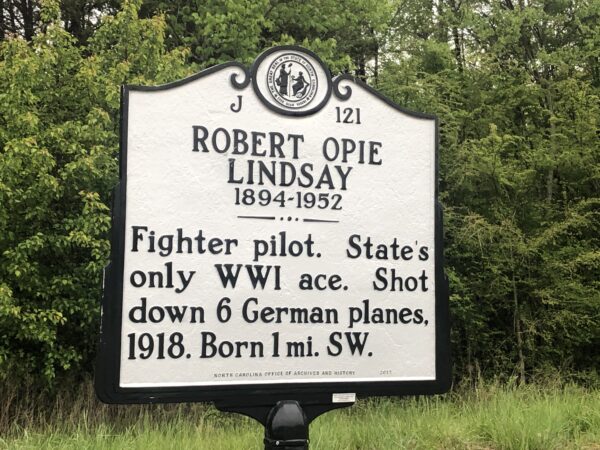 J 121
ROBERT OPIE
LINDSAY
1894-1952
Fighter pilot. State's
only WWI ace. Shot
down 6 German planes,
1918. Born 1 mi. SW.
NORTH CAROLINA OFFICE OF ARCHIVES AND HISTORY